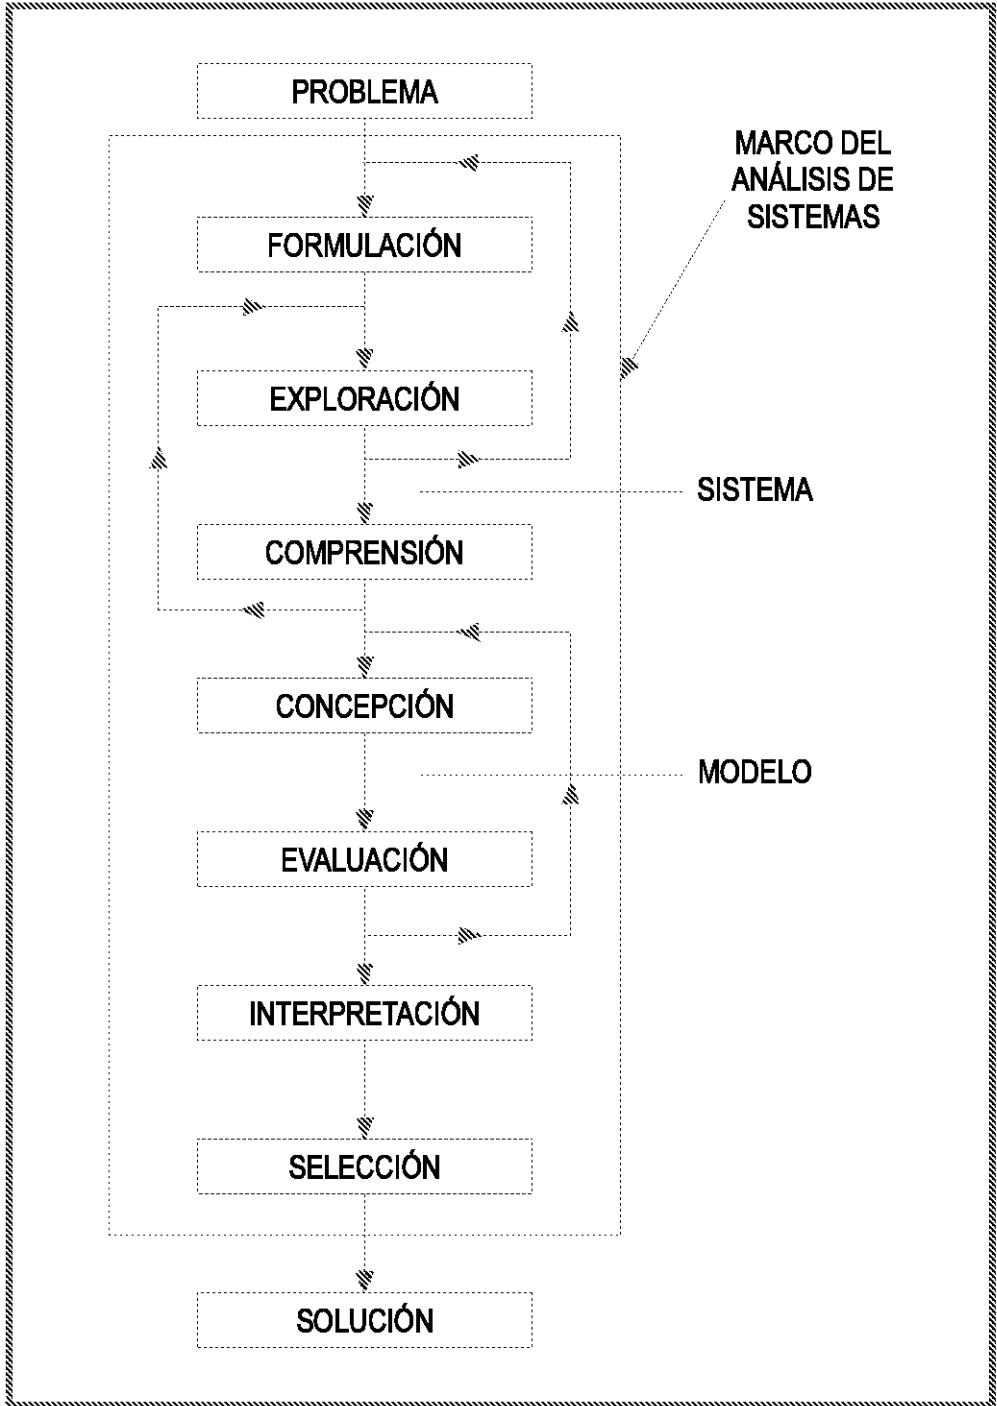 PROBLEMA
MARCO DEL
ANÁLISIS DE
SISTEMAS
FORMULACIÓN
EXPLORACIÓN
SISTEMA
COMPRENSIÓN
CONCEPCIÓN
MODELO
EVALUACIÓN
INTERPRETACIÓN
SELECCIÓN
SOLUCIÓN